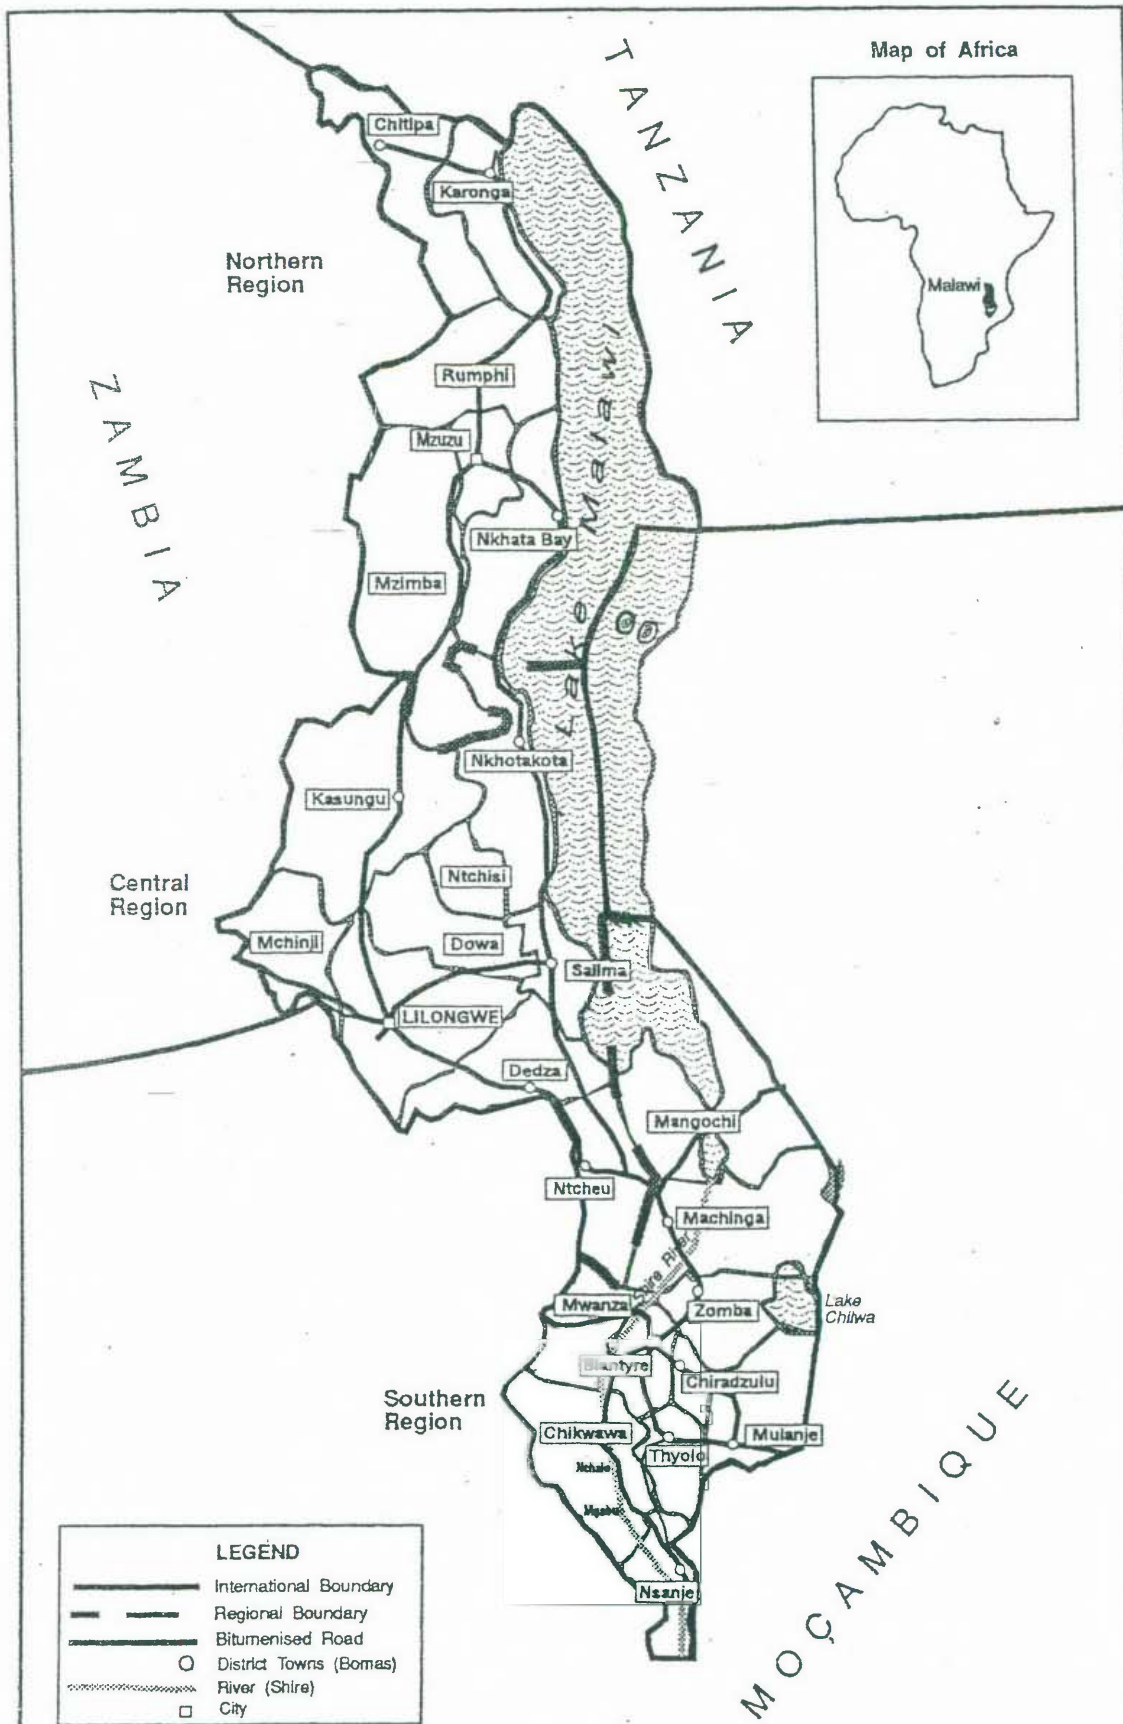 Map of Africa
Malawi
TANZANIA
ZAMBIA
MOÇAMBIQUE
Northern
Region
Chitipa
Karonga
Rumphi
Mzuzu
Nkhata Bay
Mzimba
Lake Malawi
Nkhotakota
Kasungu
Central
Region
Ntchisi
Mchinji
Dowa
Salima
LILONGWE
Dedza
Mangochi
Ntcheu
Machinga
Shire River
Mwanza
Zomba
Lake
Chilwa
Blantyre
Chiradzulu
Southern
Region
Chikwawa
Mulanje
Thyolo
Nchalo
Nsanje
LEGEND
International Boundary
Regional Boundary
Bitumenised Road
District Towns (Bomas)
River (Shire)
City